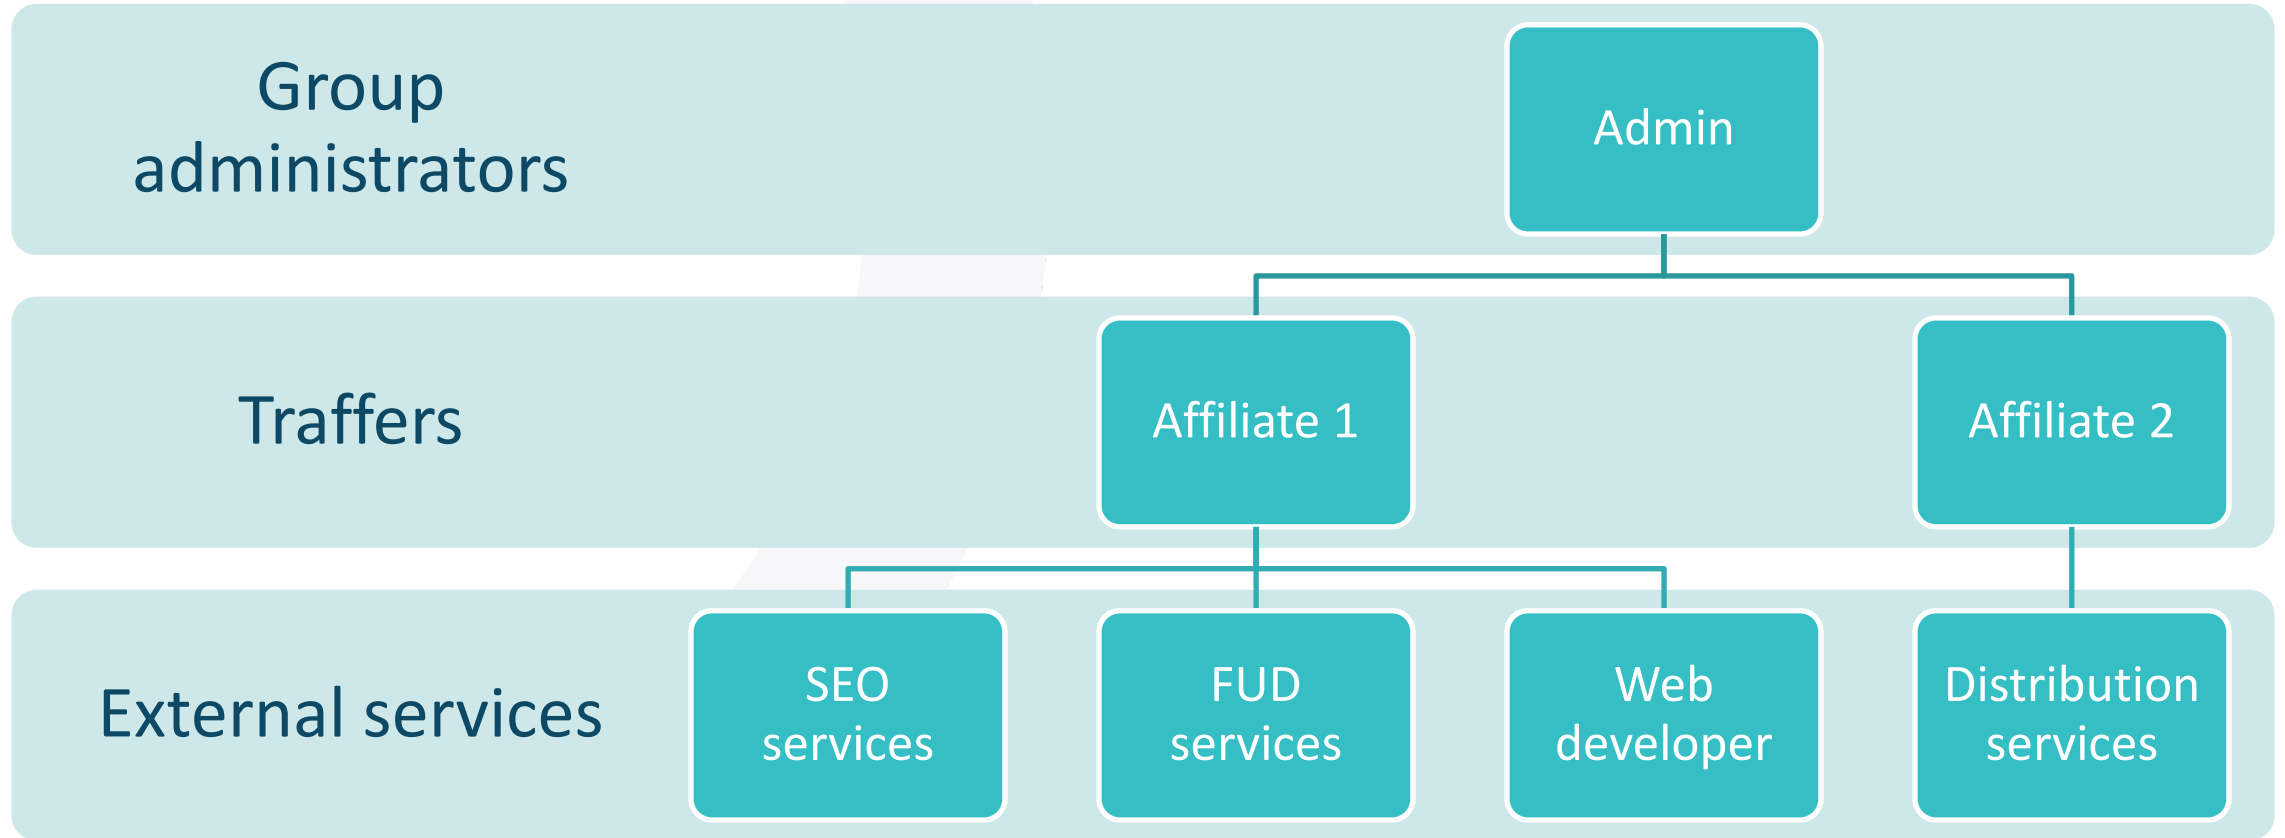 Group
administrators
Admin
Traffers
Affiliate 1
Affiliate 2
External services
SEO
services
FUD
services
Web
developer
Distribution
services